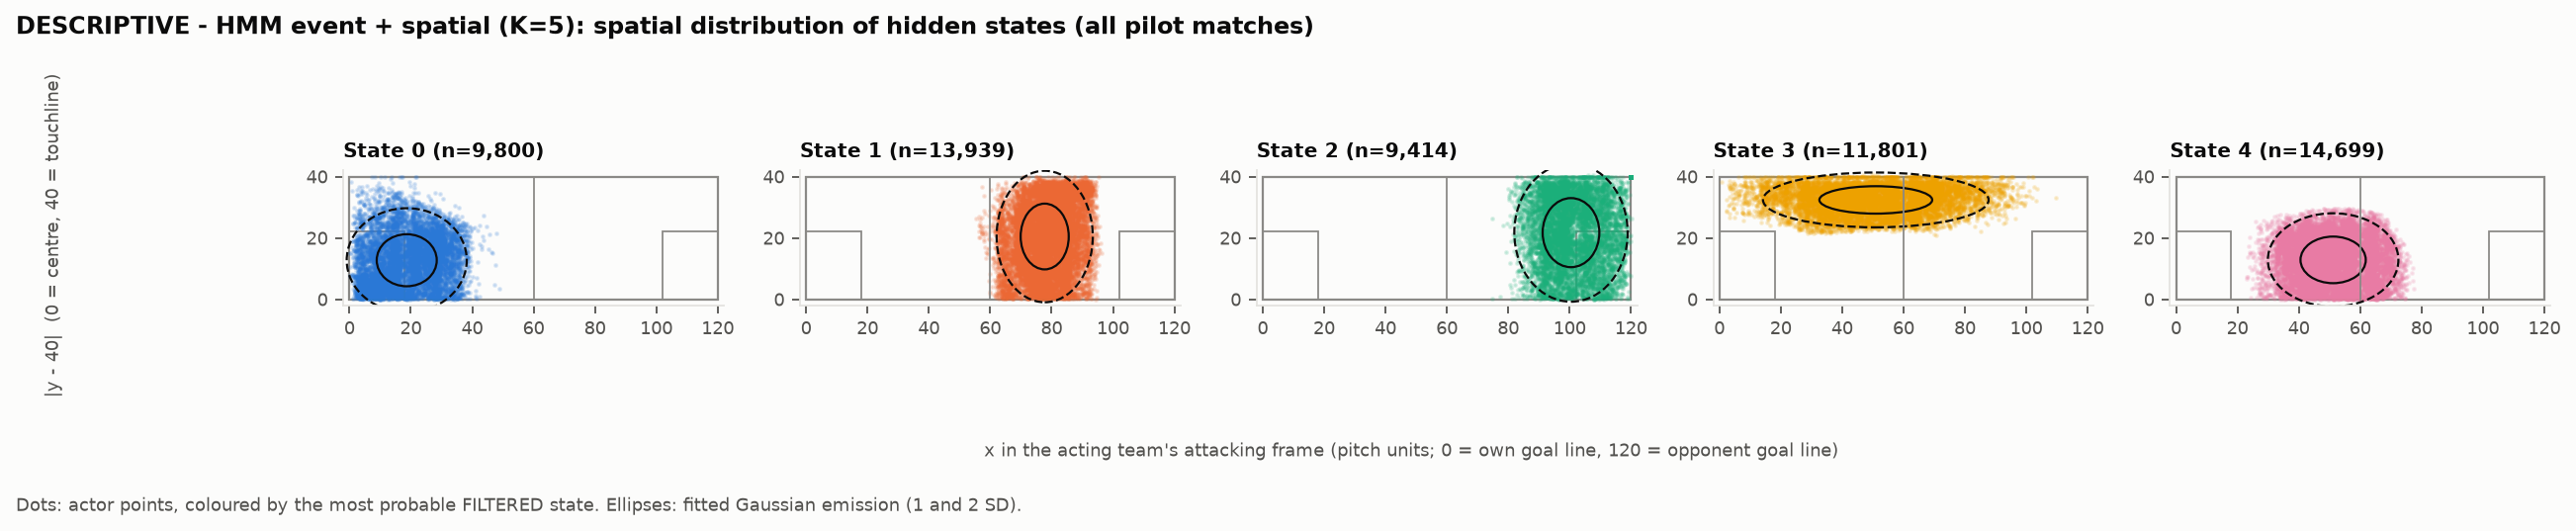 DESCRIPTIVE - HMM event + spatial (K=5): spatial distribution of hidden states (all pilot matches)
|y - 40|  (0 = centre, 40 = touchline)
State 0 (n=9,800)
40
20
0
0 20 40 60 80 100 120
State 1 (n=13,939)
40
20
0
0 20 40 60 80 100 120
State 2 (n=9,414)
40
20
0
0 20 40 60 80 100 120
State 3 (n=11,801)
40
20
0
0 20 40 60 80 100 120
State 4 (n=14,699)
40
20
0
0 20 40 60 80 100 120
x in the acting team's attacking frame (pitch units; 0 = own goal line, 120 = opponent goal line)
Dots: actor points, coloured by the most probable FILTERED state. Ellipses: fitted Gaussian emission (1 and 2 SD).